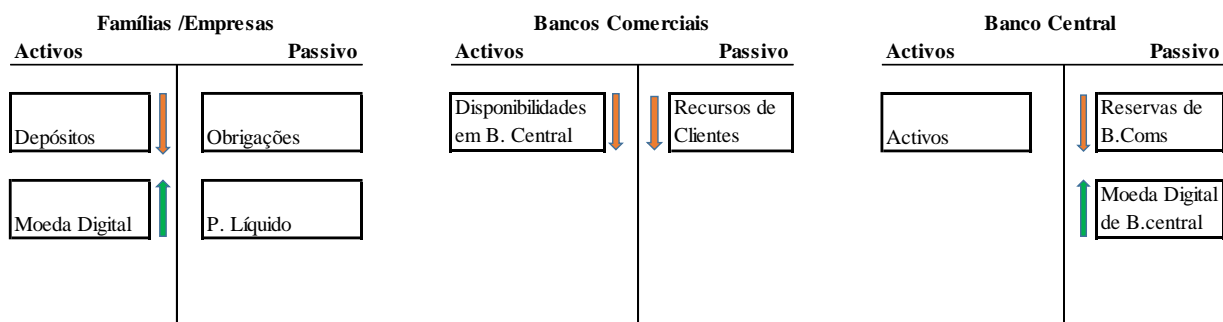 Famílias /Empresas
Activos Passivo
Depósitos
Obrigações
Moeda Digital
P. Líquido
Bancos Comerciais
Activos Passivo
Disponibilidades
em B. Central
Recursos de
Clientes
Banco Central
Activos Passivo
Activos
Reservas de
B.Coms
Moeda Digital
de B.central